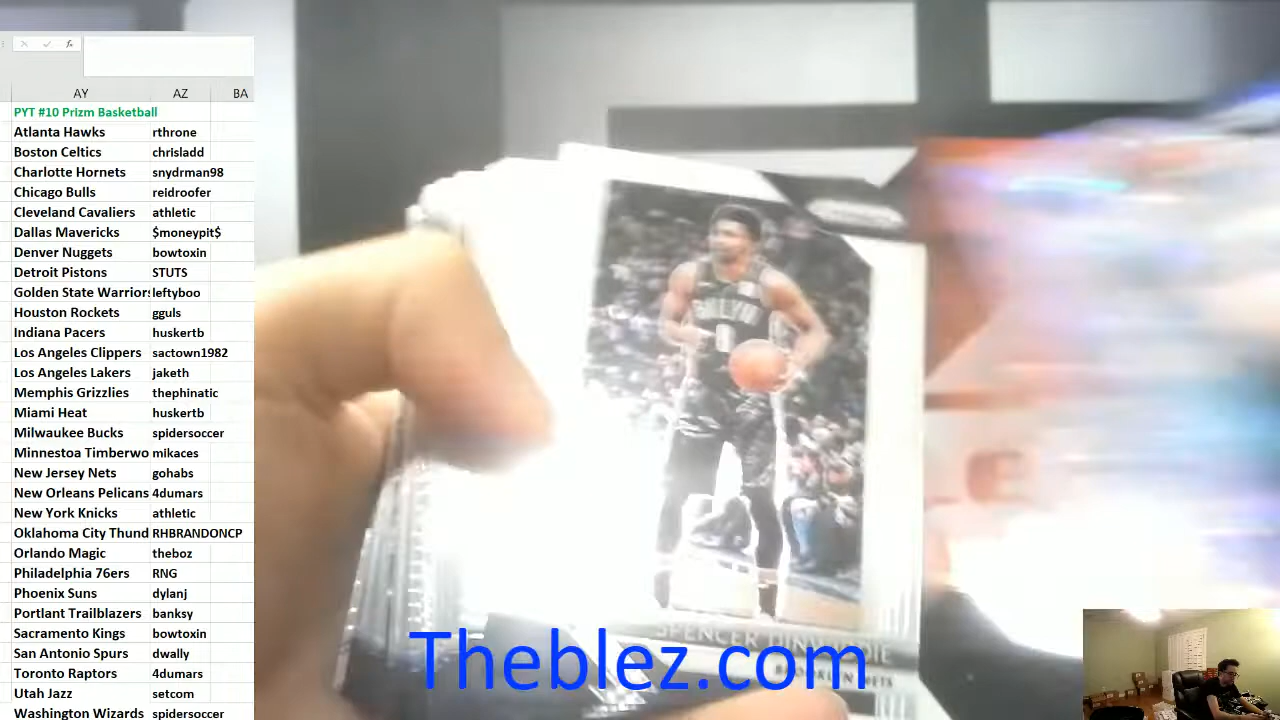 AY AZ BA
PYT #10 Prizm Basketball
Atlanta Hawks rthrone
Boston Celtics chrisladd
Charlotte Hornets snydrman98
Chicago Bulls reidroofer
Cleveland Cavaliers athletic
Dallas Mavericks $moneypit$
Denver Nuggets bowtoxin
Detroit Pistons STUTS
Golden State Warriors leftyboo
Houston Rockets gguls
Indiana Pacers huskertb
Los Angeles Clippers sactown1982
Los Angeles Lakers jaketh
Memphis Grizzlies thephinatic
Miami Heat huskertb
Milwaukee Bucks spidersoccer
Minnestoa Timberwo mikaces
New Jersey Nets gohabs
New Orleans Pelicans 4dumars
New York Knicks athletic
Oklahoma City Thund RHBRANDONCP
Orlando Magic theboz
Philadelphia 76ers RNG
Phoenix Suns dylanj
Portlant Trailblazers banksy
Sacramento Kings bowtoxin
San Antonio Spurs dwally
Toronto Raptors 4dumars
Utah Jazz setcom
Washington Wizards spidersoccer
SPENCER DINWIDDIE
Theblez.com